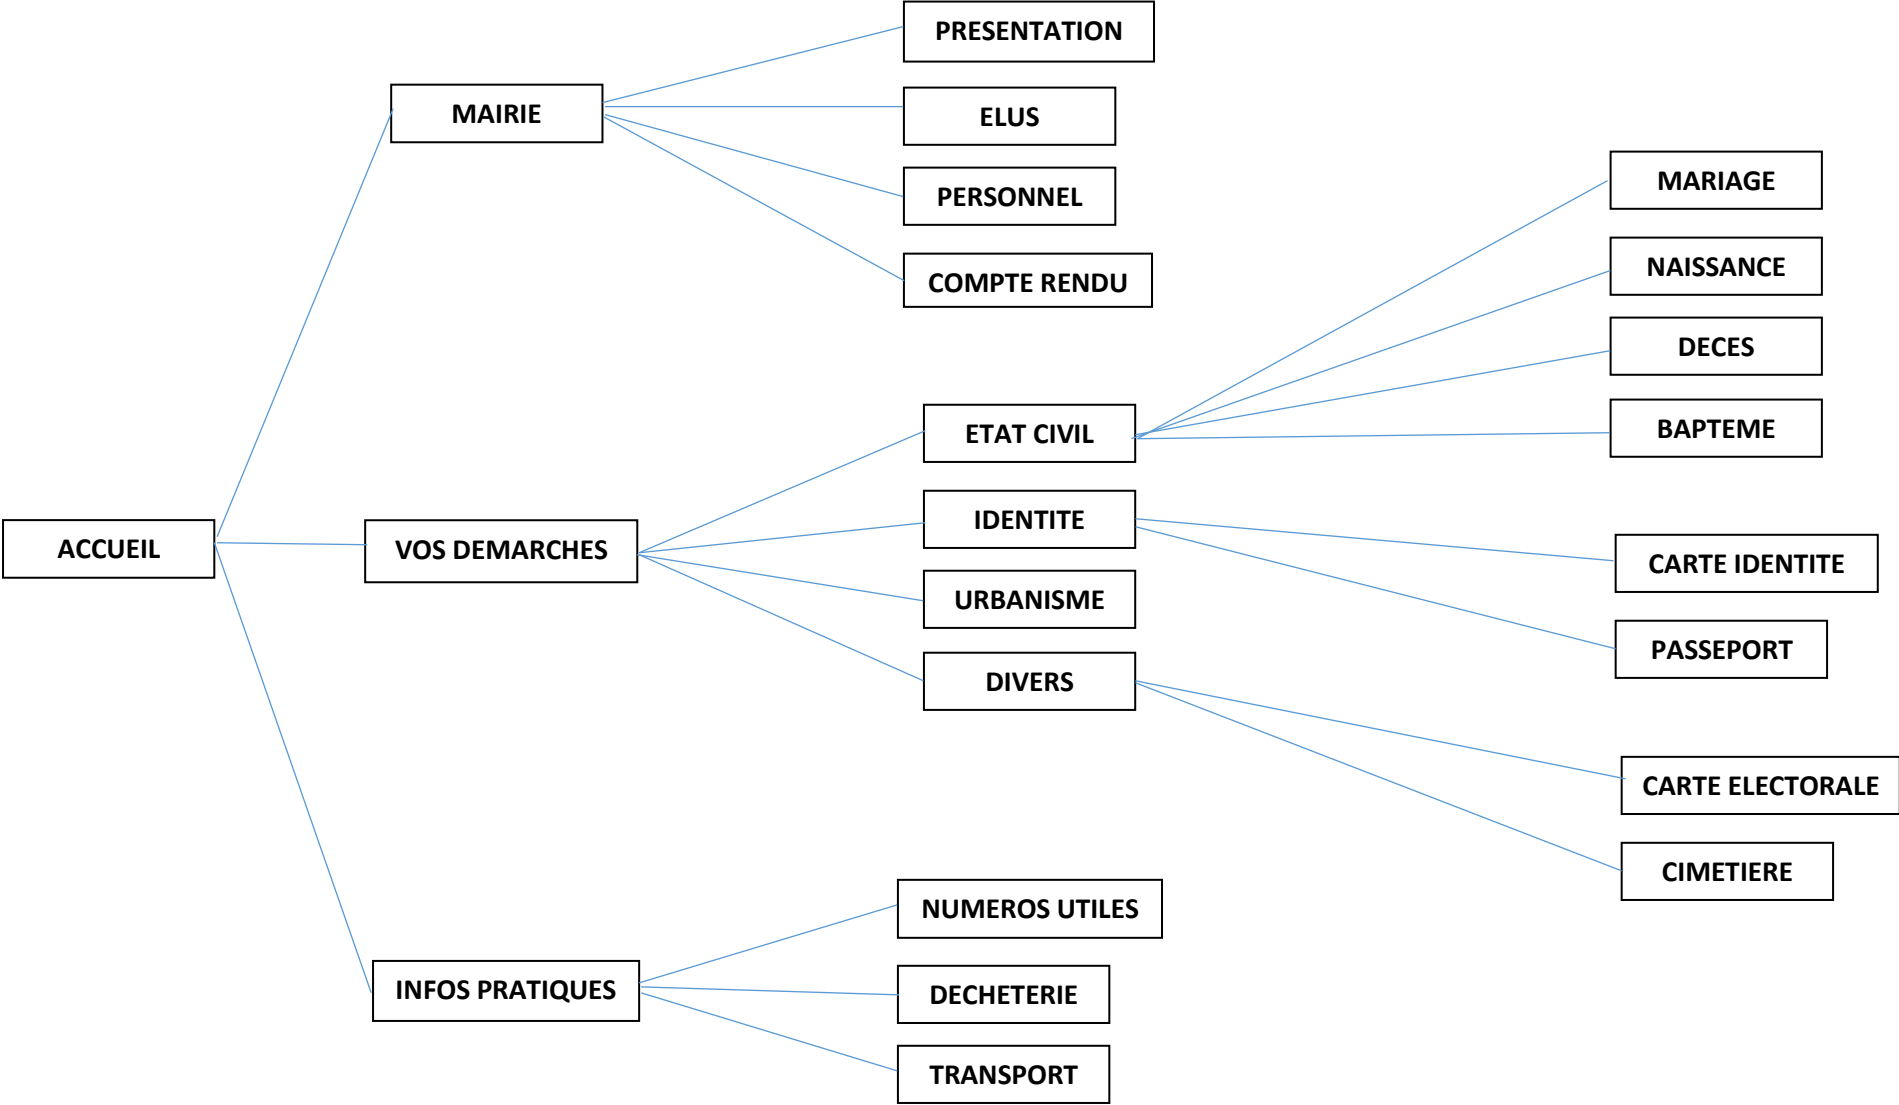 PRESENTATION
MAIRIE
ELUS
PERSONNEL
COMPTE RENDU
MARIAGE
NAISSANCE
DECES
BAPTEME
ETAT CIVIL
IDENTITE
URBANISME
DIVERS
ACCUEIL
VOS DEMARCHES
CARTE IDENTITE
PASSEPORT
CARTE ELECTORALE
CIMETIERE
NUMEROS UTILES
INFOS PRATIQUES
DECHETERIE
TRANSPORT